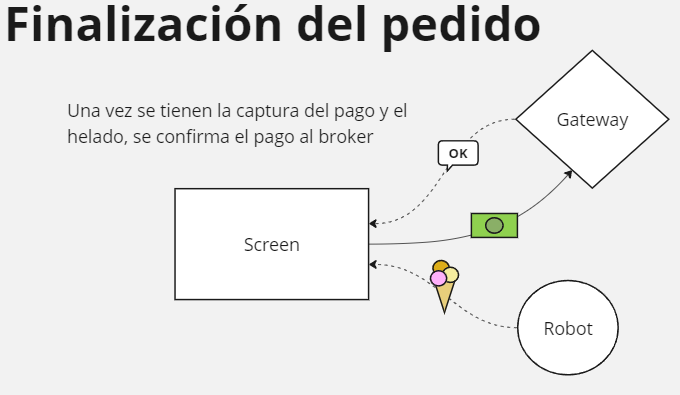 Finalización del pedido
Una vez se tienen la captura del pago y el
helado, se confirma el pago al broker
Gateway
OK
Screen
Robot